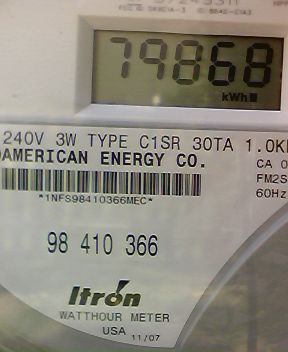 79868
kWh
240V 3W TYPE C1SR 30TA 1.0K
AMERICAN ENERGY CO.
CA 0
FM2S
60Hz
*1NFS98410366MEC*
98 410 366
Itron
WATTHOUR METER
USA 11/07